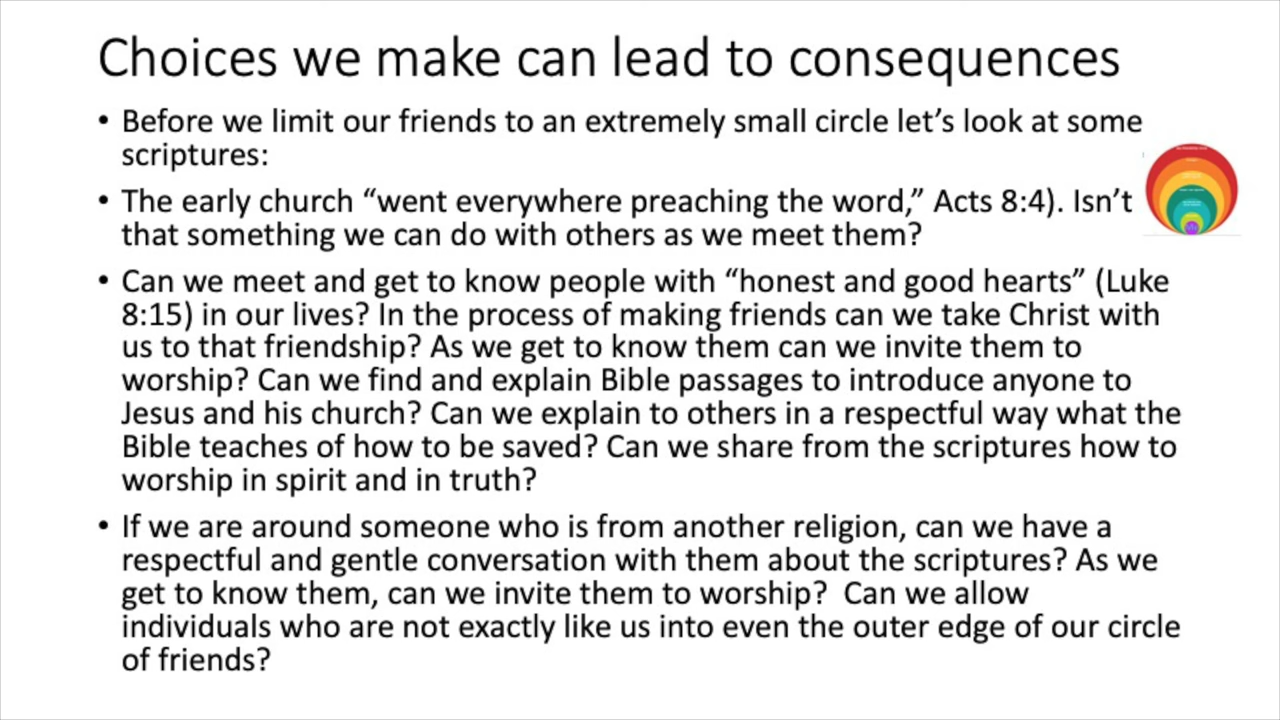 Choices we make can lead to consequences
• Before we limit our friends to an extremely small circle let’s look at some
scriptures:
• The early church “went everywhere preaching the word,” Acts 8:4). Isn’t
that something we can do with others as we meet them?
• Can we meet and get to know people with “honest and good hearts” (Luke
8:15) in our lives? In the process of making friends can we take Christ with
us to that friendship? As we get to know them can we invite them to
worship? Can we find and explain Bible passages to introduce anyone to
Jesus and his church? Can we explain to others in a respectful way what the
Bible teaches of how to be saved? Can we share from the scriptures how to
worship in spirit and in truth?
• If we are around someone who is from another religion, can we have a
respectful and gentle conversation with them about the scriptures? As we
get to know them, can we invite them to worship?  Can we allow
individuals who are not exactly like us into even the outer edge of our circle
of friends?